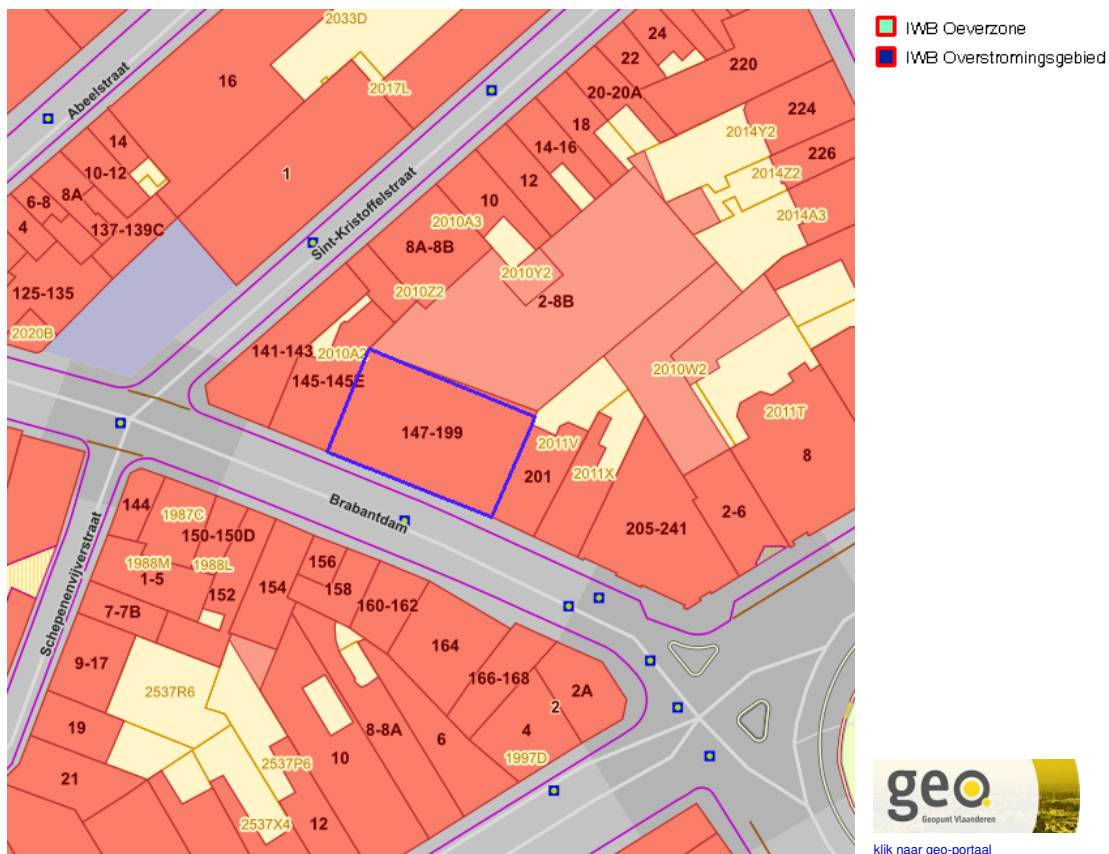 2033D
24
IWB Oeverzone
22
220
IWB Overstromingsgebied
16
2017L
20-20A
Abeelstraat
224
18
14
2014Y2
14-16
226
10-12
1
12
2014Z2
6-8
8A
Sint-Kristoffelstraat
10
2014A3
4
137-139C
2010A3
8A-8B
2010Y2
125-135
2010Z2
2-8B
2020B
141-143
2010A2
145-145E
2010W2
147-199
2011V
2011T
2011X
201
8
144
1987C
Brabantdam
205-241
2-6
150-150D
1988M
1988L
156
1-5
154
158
152
160-162
7-7B
Schepenenvijverstraat
164
9-17
166-168
2A
2537R6
2
19
8-8A
6
4
10
1997D
2537P6
21
2537X4
12
geo
Geopunt Vlaanderen
klik naar geo-portaal